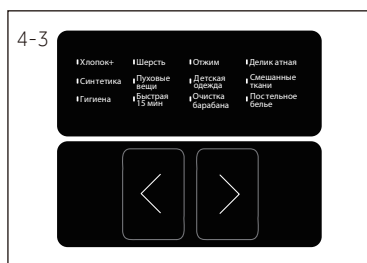 4-3
Хлопок+ Шерсть Отжим Делик атная
Синтетика Пуховые вещи Детская одежда Смешанные ткани
Гигиена Быстрая 15 мин Очистка барабана Постельное белье